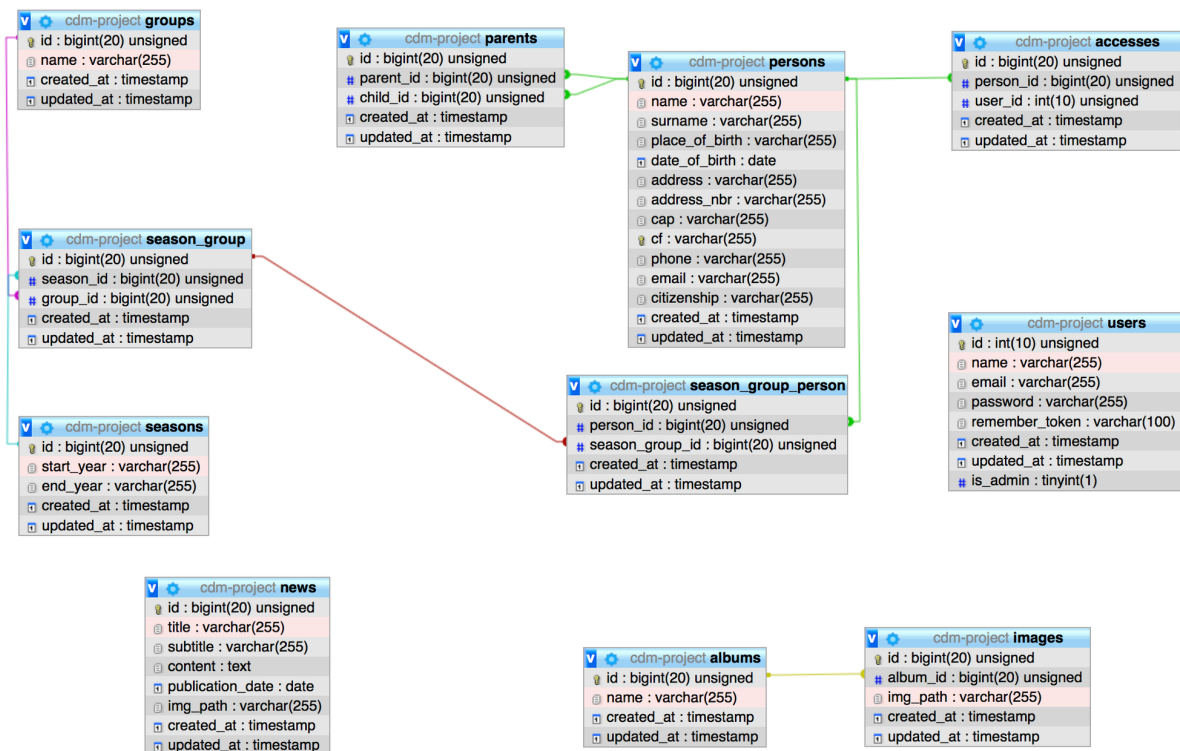 cdm-project groups
id : bigint(20) unsigned
name : varchar(255)
created_at : timestamp
updated_at : timestamp
cdm-project parents
id : bigint(20) unsigned
parent_id : bigint(20) unsigned
child_id : bigint(20) unsigned
created_at : timestamp
updated_at : timestamp
cdm-project persons
id : bigint(20) unsigned
name : varchar(255)
surname : varchar(255)
place_of_birth : varchar(255)
date_of_birth : date
address : varchar(255)
address_nbr : varchar(255)
cap : varchar(255)
cf : varchar(255)
phone : varchar(255)
email : varchar(255)
citizenship : varchar(255)
created_at : timestamp
updated_at : timestamp
cdm-project accesses
id : bigint(20) unsigned
person_id : bigint(20) unsigned
user_id : int(10) unsigned
created_at : timestamp
updated_at : timestamp
cdm-project season_group
id : bigint(20) unsigned
season_id : bigint(20) unsigned
group_id : bigint(20) unsigned
created_at : timestamp
updated_at : timestamp
cdm-project users
id : int(10) unsigned
name : varchar(255)
email : varchar(255)
password : varchar(255)
remember_token : varchar(100)
created_at : timestamp
updated_at : timestamp
is_admin : tinyint(1)
cdm-project season_group_person
id : bigint(20) unsigned
person_id : bigint(20) unsigned
season_group_id : bigint(20) unsigned
created_at : timestamp
updated_at : timestamp
cdm-project seasons
id : bigint(20) unsigned
start_year : varchar(255)
end_year : varchar(255)
created_at : timestamp
updated_at : timestamp
cdm-project news
id : bigint(20) unsigned
title : varchar(255)
subtitle : varchar(255)
content : text
publication_date : date
img_path : varchar(255)
created_at : timestamp
updated_at : timestamp
cdm-project albums
id : bigint(20) unsigned
name : varchar(255)
created_at : timestamp
updated_at : timestamp
cdm-project images
id : bigint(20) unsigned
album_id : bigint(20) unsigned
img_path : varchar(255)
created_at : timestamp
updated_at : timestamp